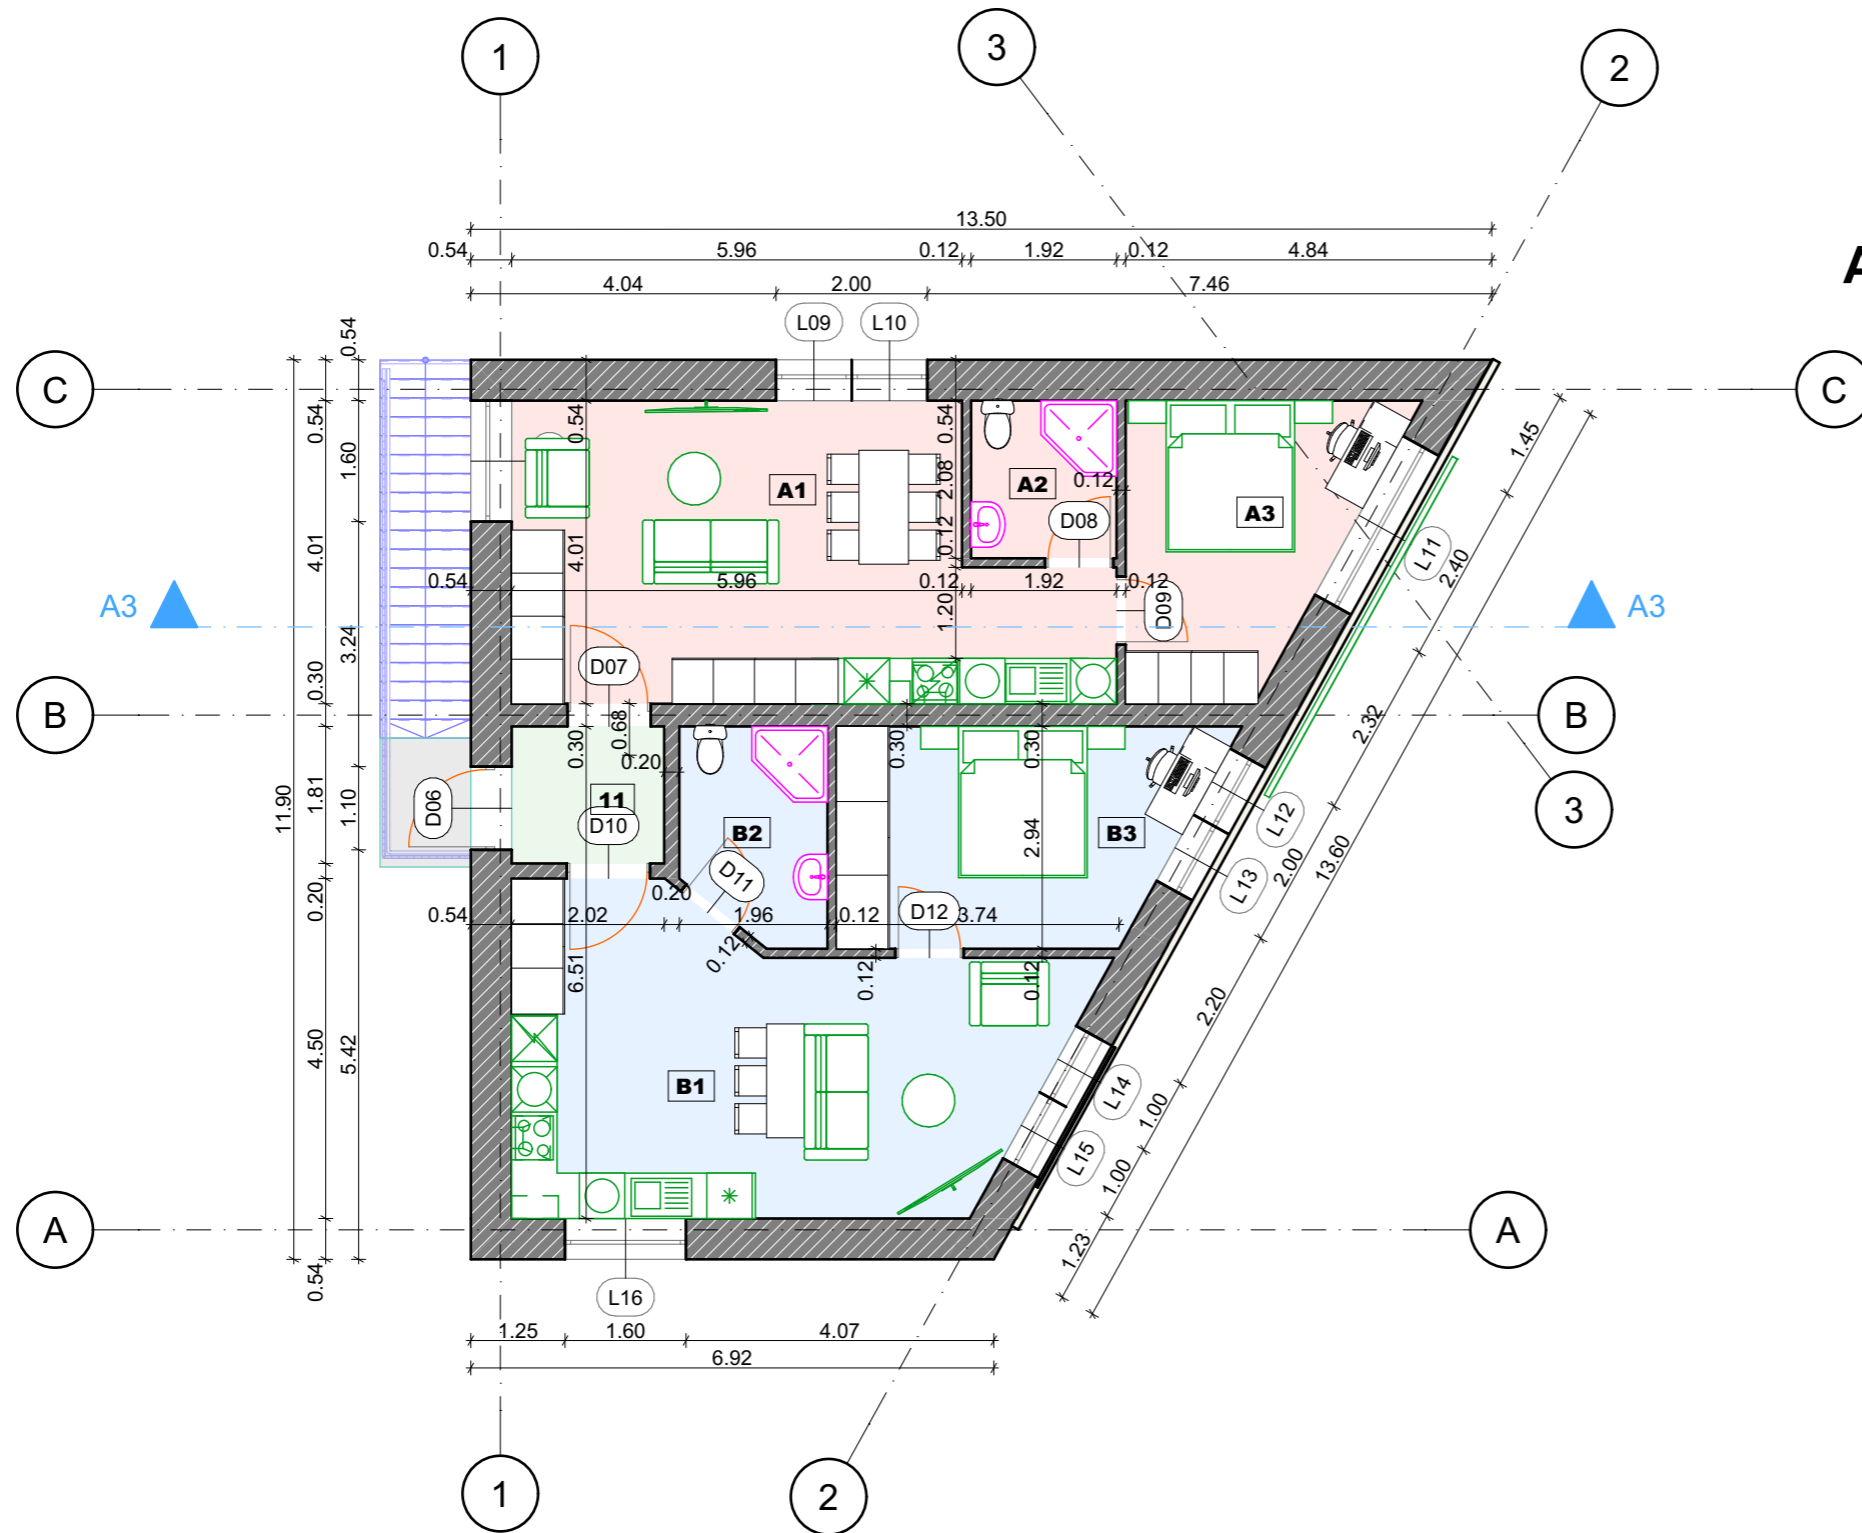 1
3
2
13.50
0.54
5.96
0.12
1.92
0.12
4.84
4.04
2.00
7.46
A
L09
L10
C
C
0.54
0.54
1.60
4.01
3.24
0.30
11.90
1.81
1.10
0.20
4.50
5.42
0.54
0.54
4.01
0.54
2.08
0.12
1.20
A1
A2
0.12
D08
A3
1.45
L11
2.40
0.54
5.96
0.12
1.92
0.12
D09
A3
A3
D07
B
B
0.68
0.30
0.20
0.30
0.30
2.32
11
D10
D06
B2
2.94
B3
L12
3
2.00
13.60
L13
D11
0.20
0.54
2.02
1.96
0.12
D12
3.74
0.12
0.12
0.12
6.51
2.20
B1
L14
1.00
L15
1.00
1.23
A
A
L16
1.25
1.60
4.07
6.92
1
2